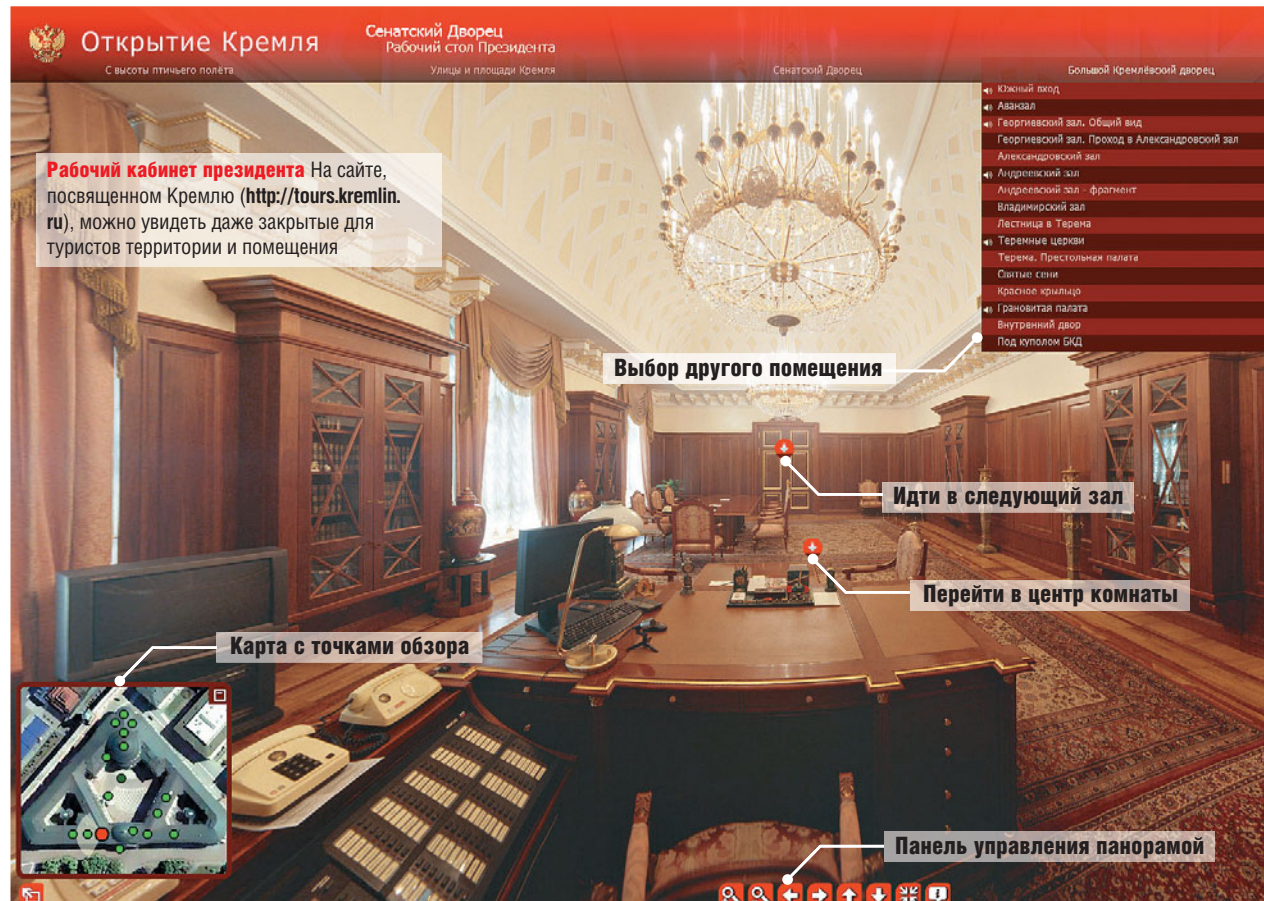 Открытие Кремля
Сенатский Дворец
Рабочий стол Президента
С высоты птичьего полёта
Улицы и площади Кремля
Сенатский Дворец
Большой Кремлёвский дворец
Южный вход
Аванзал
Георгиевский зал. Общий вид
Георгиевский зал. Проход в Александровский зал
Александровский зал
Андреевский зал
Андреевский зал - фрагмент
Владимирский зал
Лестница в Терема
Теремные церкви
Терема. Престольная палата
Святые сени
Красное крыльцо
Грановитая палата
Внутренний двор
Под куполом БКД
Рабочий кабинет президента На сайте,
посвященном Кремлю (http://tours.kremlin.
ru), можно увидеть даже закрытые для
туристов территории и помещения
Выбор другого помещения
Идти в следующий зал
Перейти в центр комнаты
Карта с точками обзора
Панель управления панорамой